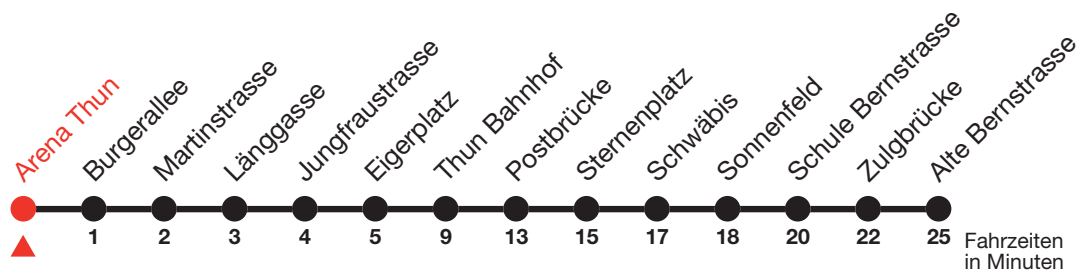 Arena Thun
Burgerallee
Martinstrasse
Länggasse
Jungfraustrasse
Eigerplatz
Thun Bahnhof
Postbrücke
Sternenplatz
Schwäbis
Sonnenfeld
Schule Bernstrasse
Zulgbrücke
Alte Bernstrasse
1 2 3 4 5 9 13 15 17 18 20 22 25
Fahrzeiten
in Minuten